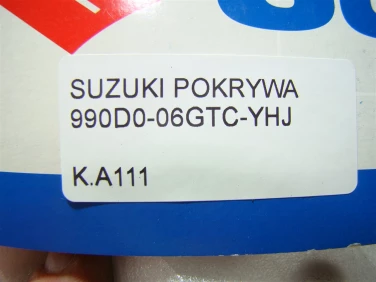 SUZUKI POKRYWA
990D0-06GTC-YHJ
K.A111